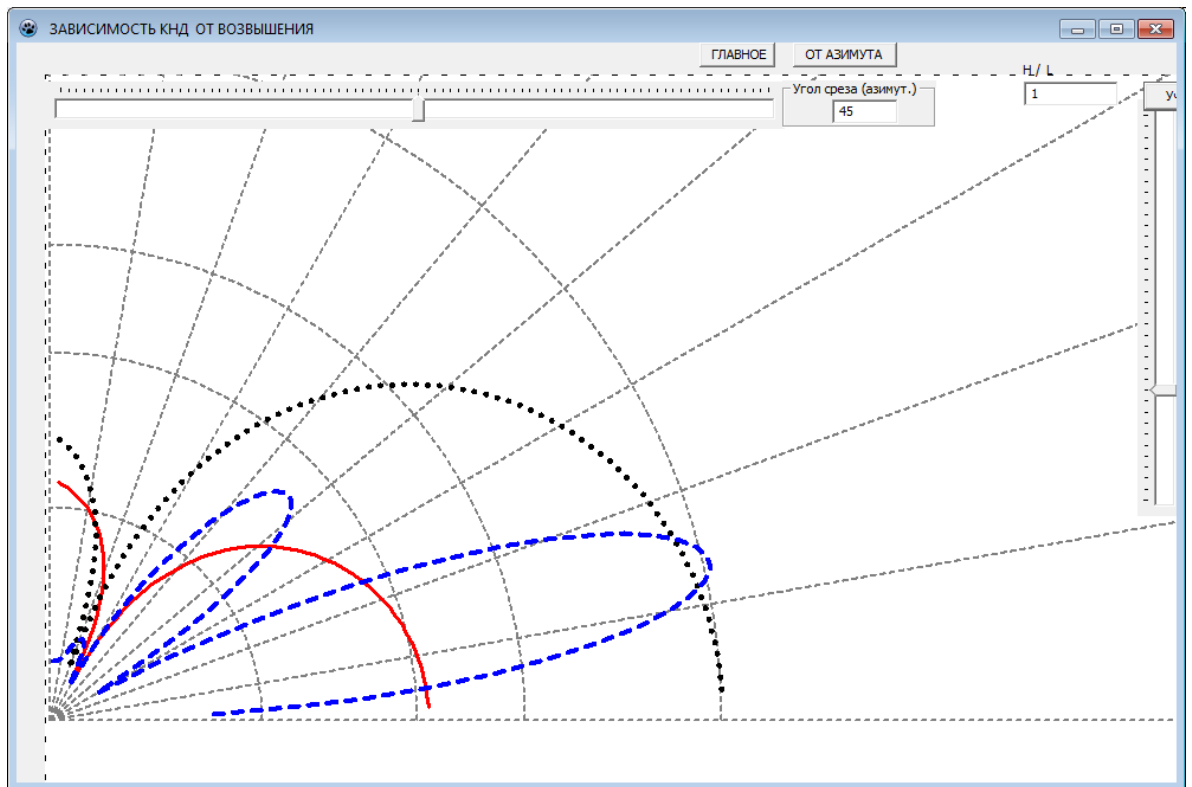 ЗАВИСИМОСТЬ КНД ОТ ВОЗВЫШЕНИЯ
ГЛАВНОЕ
ОТ АЗИМУТА
H / L
1
Угол среза (азимут.)
45